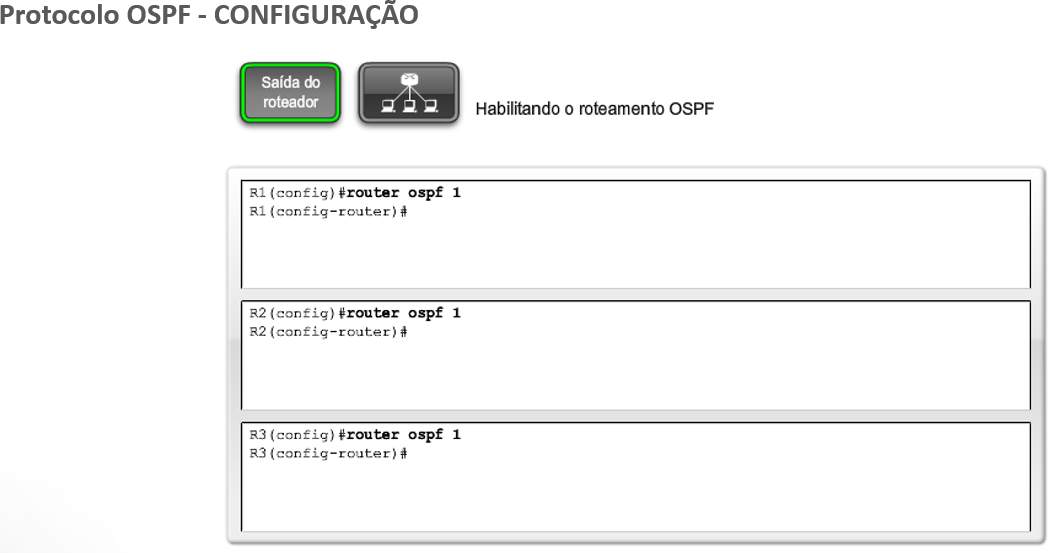 Protocolo OSPF - CONFIGURAÇÃO
Saída do
roteador
Habilitando o roteamento OSPF
R1(config)#router ospf 1
R1(config-router)#
R2(config)#router ospf 1
R2(config-router)#
R3(config)#router ospf 1
R3(config-router)#